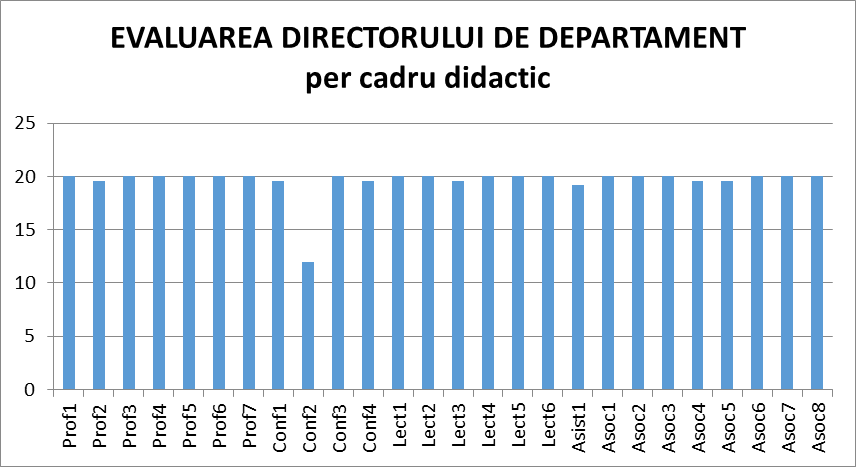 EVALUAREA DIRECTORULUI DE DEPARTAMENT
per cadru didactic
25
20
15
10
5
0
Prof1
Prof2
Prof3
Prof4
Prof5
Prof6
Prof7
Conf1
Conf2
Conf3
Conf4
Lect1
Lect2
Lect3
Lect4
Lect5
Lect6
Asist1
Asoc1
Asoc2
Asoc3
Asoc4
Asoc5
Asoc6
Asoc7
Asoc8